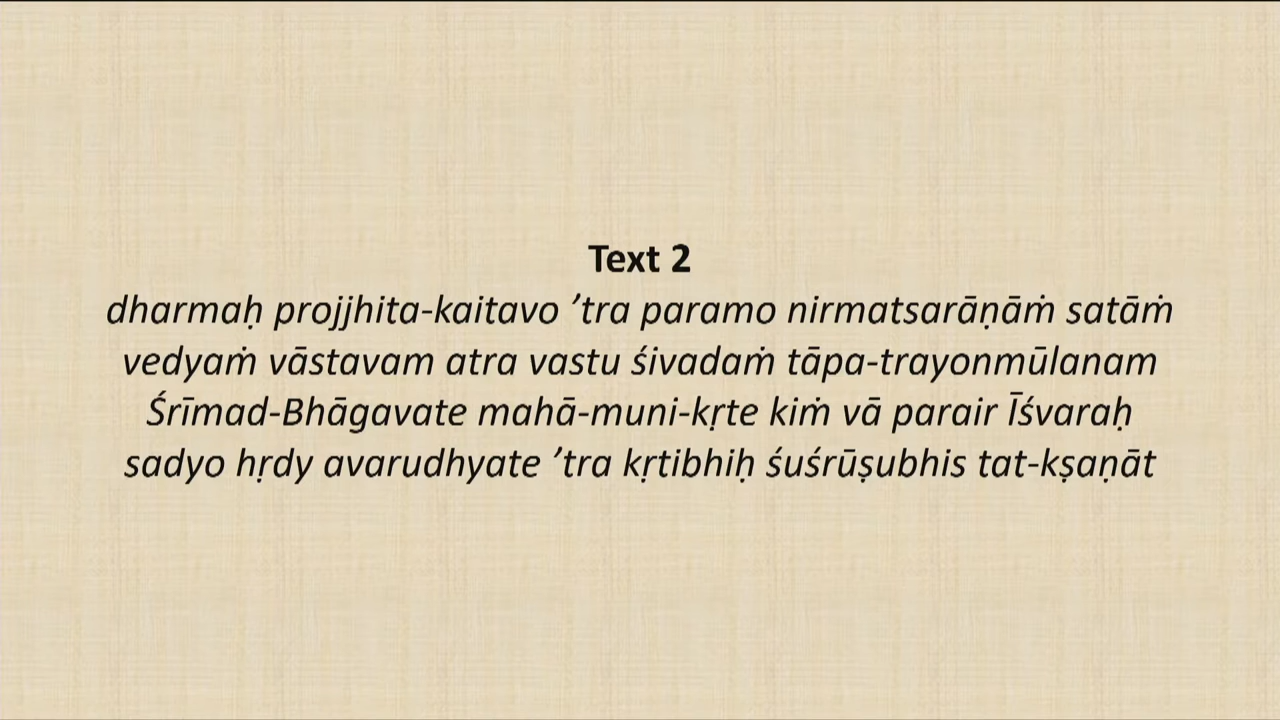 Text 2
dharmaḥ projjhita-kaitavo ’tra paramo nirmatsarāṇāṁ satāṁ
vedyaṁ vāstavam atra vastu śivadaṁ tāpa-trayonmūlanam
Śrīmad-Bhāgavate mahā-muni-kṛte kiṁ vā parair Īśvaraḥ
sadyo hṛdy avarudhyate ’tra kṛtibhiḥ śuśrūṣubhis tat-kṣaṇāt